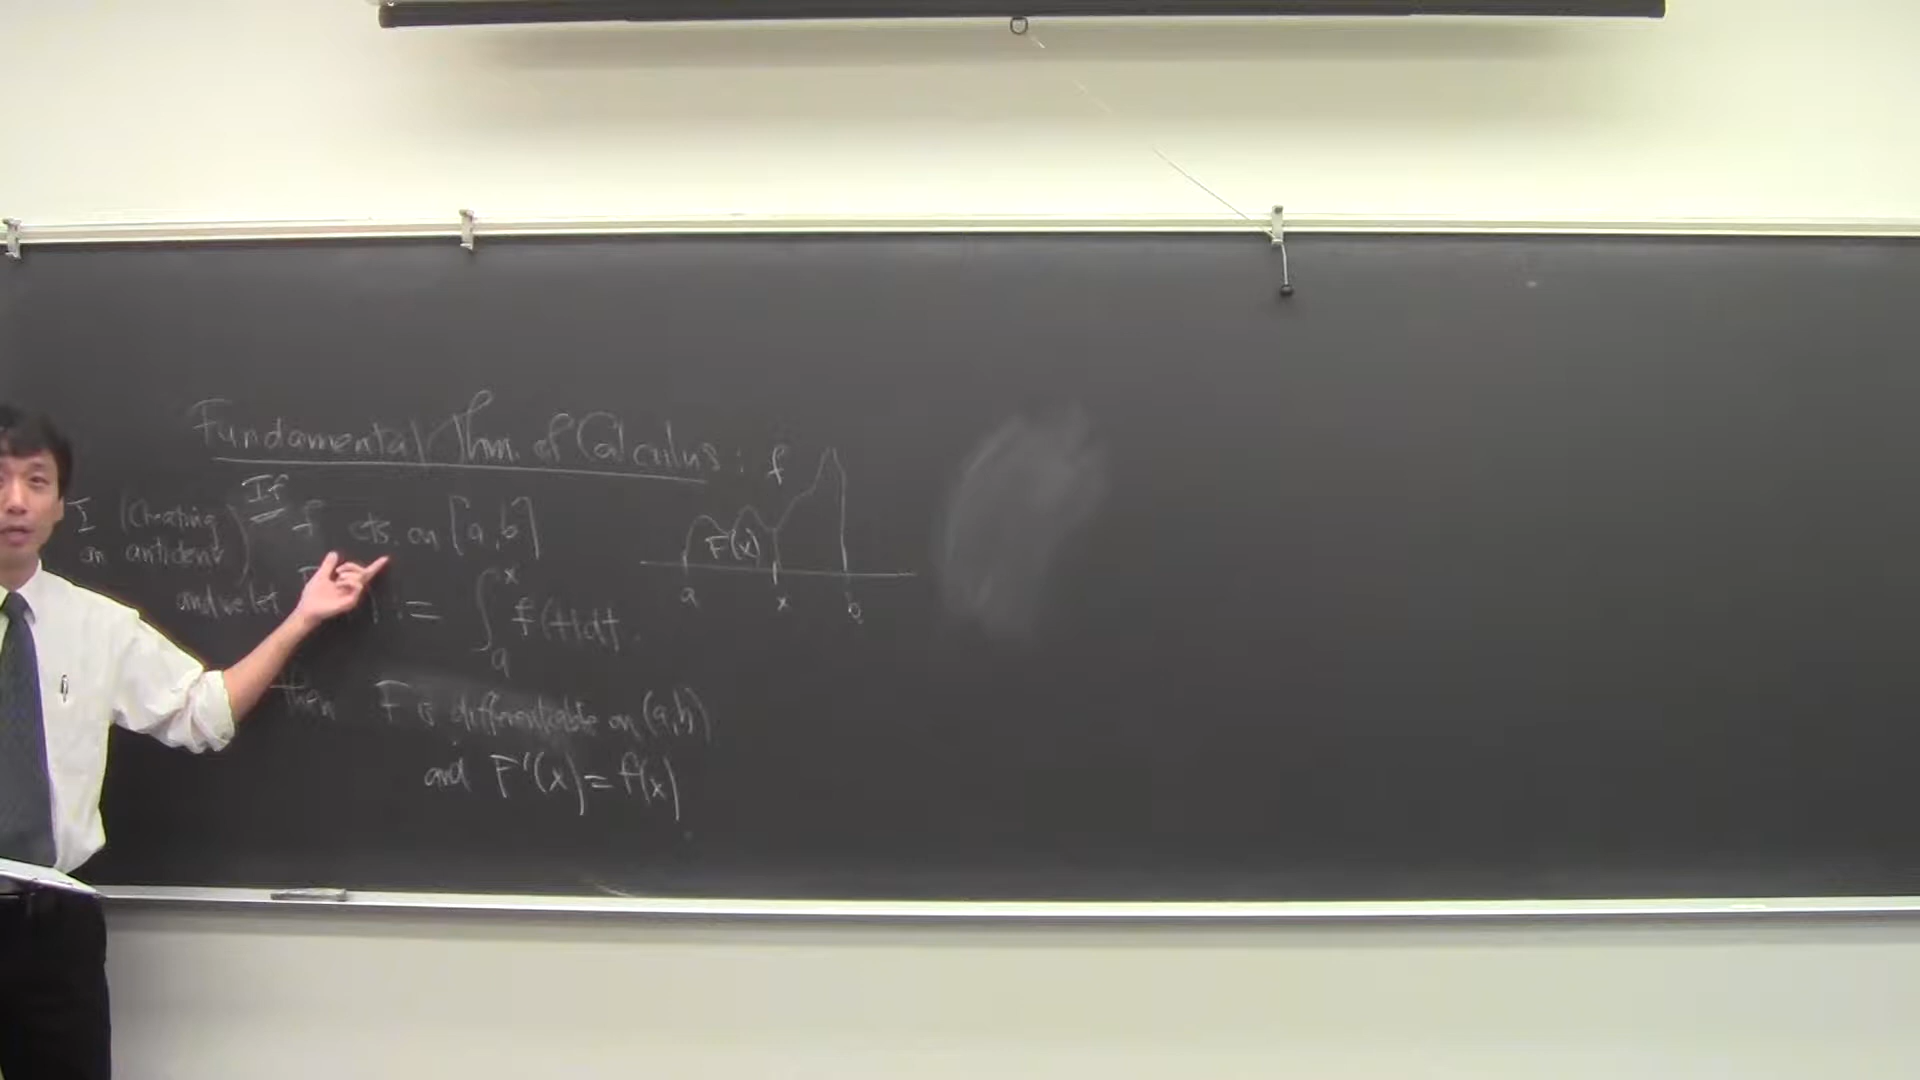 Fundamental Thm. of Calculus :
I (Creating an antideriv)
If f cts. on [a, b]
and we let := ∫ₐˣ f(t)dt.
then F is differentiable on (a,b)
and F'(x) = f(x)
f
F(x)
a x b